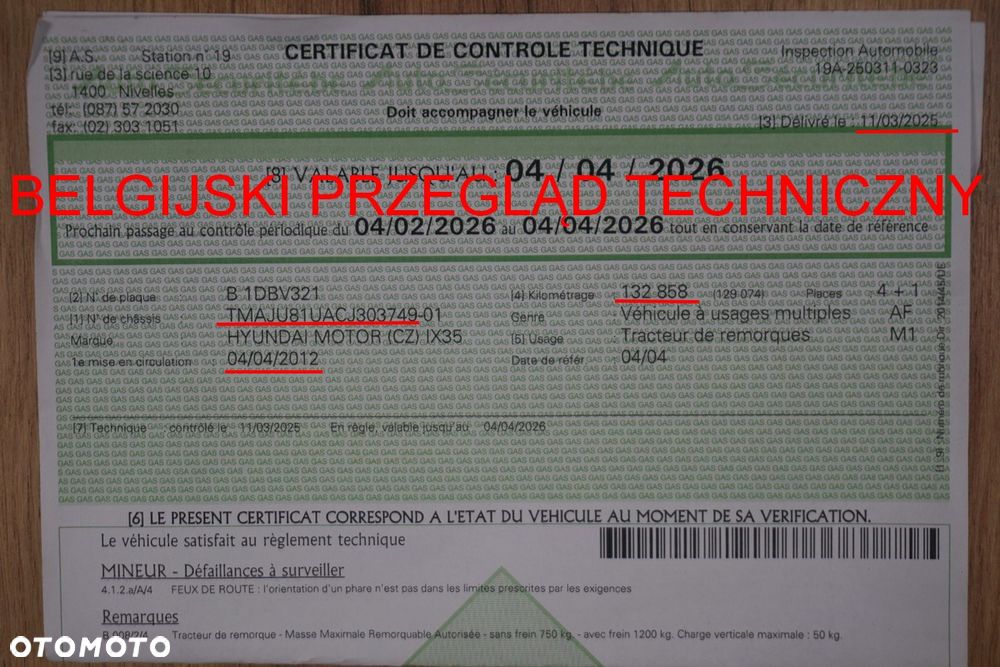 [9] A.S. Station n° 19
CERTIFICAT DE CONTROLE TECHNIQUE
Inspection Automobile
[3] rue de la science 10
19A-250311-0323
1400 Nivelles
tél.: (087) 57 2030
Doit accompagner le véhicule
fax.: (02) 303 1051
[3] Délivré le : 11/03/2025
[8] VALABLE JUSQU'AU : 04 / 04 / 2026
BELGIJSKI PRZEGLĄD TECHNICZNY
Prochain passage au contrôle périodique du 04/02/2026 au 04/04/2026 tout en conservant la date de référence
[2] N° de plaque : B 1DBV321
[4] Kilométrage : 132 858 (129 074) Places 4 + 1
[1] N° de châssis : TMAJU81UACJ303749-01
Genre : Véhicule à usages multiples AF
Marque : HYUNDAI MOTOR (CZ) IX35
[5] Usage : Tracteur de remorques M1
1e mise en circulation : 04/04/2012
Date de référ : 04/04
[7] Technique : contrôlé le 11/03/2025 En règle, valable jusqu'au 04/04/2026
[6] LE PRESENT CERTIFICAT CORRESPOND A L'ETAT DU VEHICULE AU MOMENT DE SA VERIFICATION.
Le véhicule satisfait au règlement technique
MINEUR - Défaillances à surveiller
4.1.2.a/A/4 FEUX DE ROUTE : l'orientation d'un phare n'est pas dans les limites prescrites par les exigences
Remarques
Tracteur de remorque - Masse Maximale Remorquable Autorisée - sans frein 750 kg. - avec frein 1200 kg. Charge verticale maximale : 50 kg.
OTOMOTO